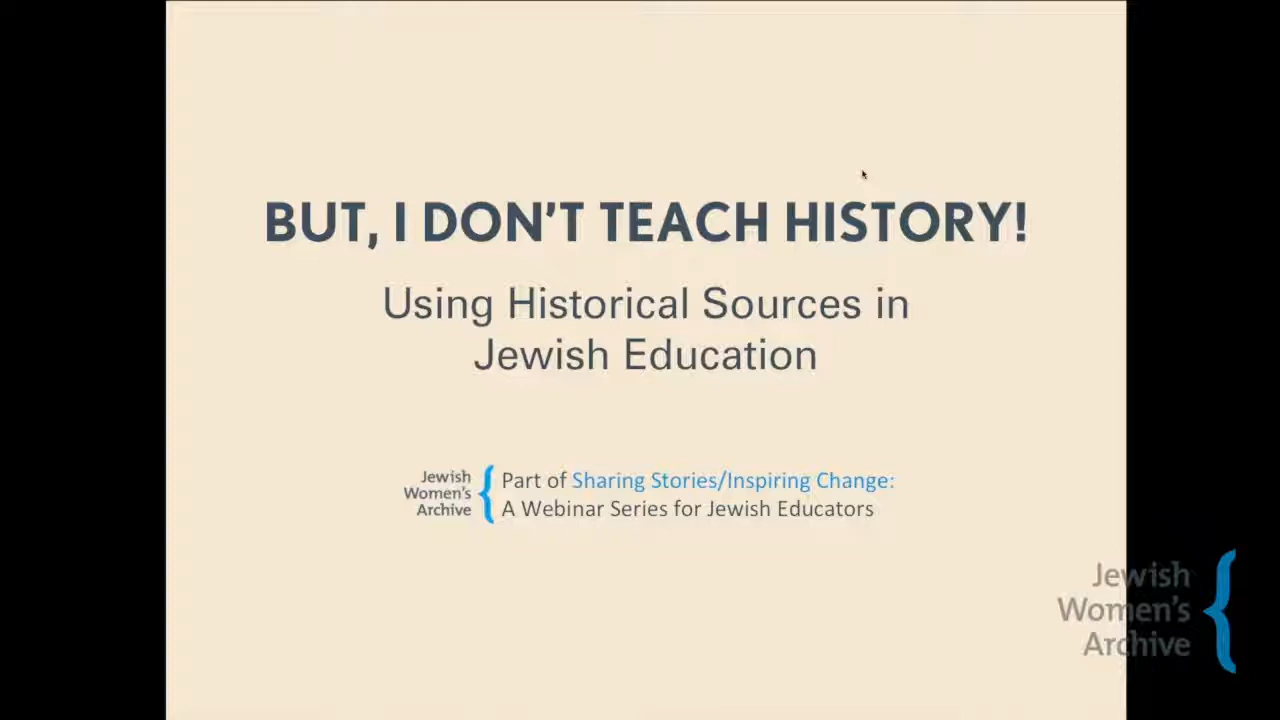 BUT, I DON'T TEACH HISTORY!
Using Historical Sources in
Jewish Education
Jewish
Women's
Archive
Part of Sharing Stories/Inspiring Change:
A Webinar Series for Jewish Educators
Jewish
Women's
Archive